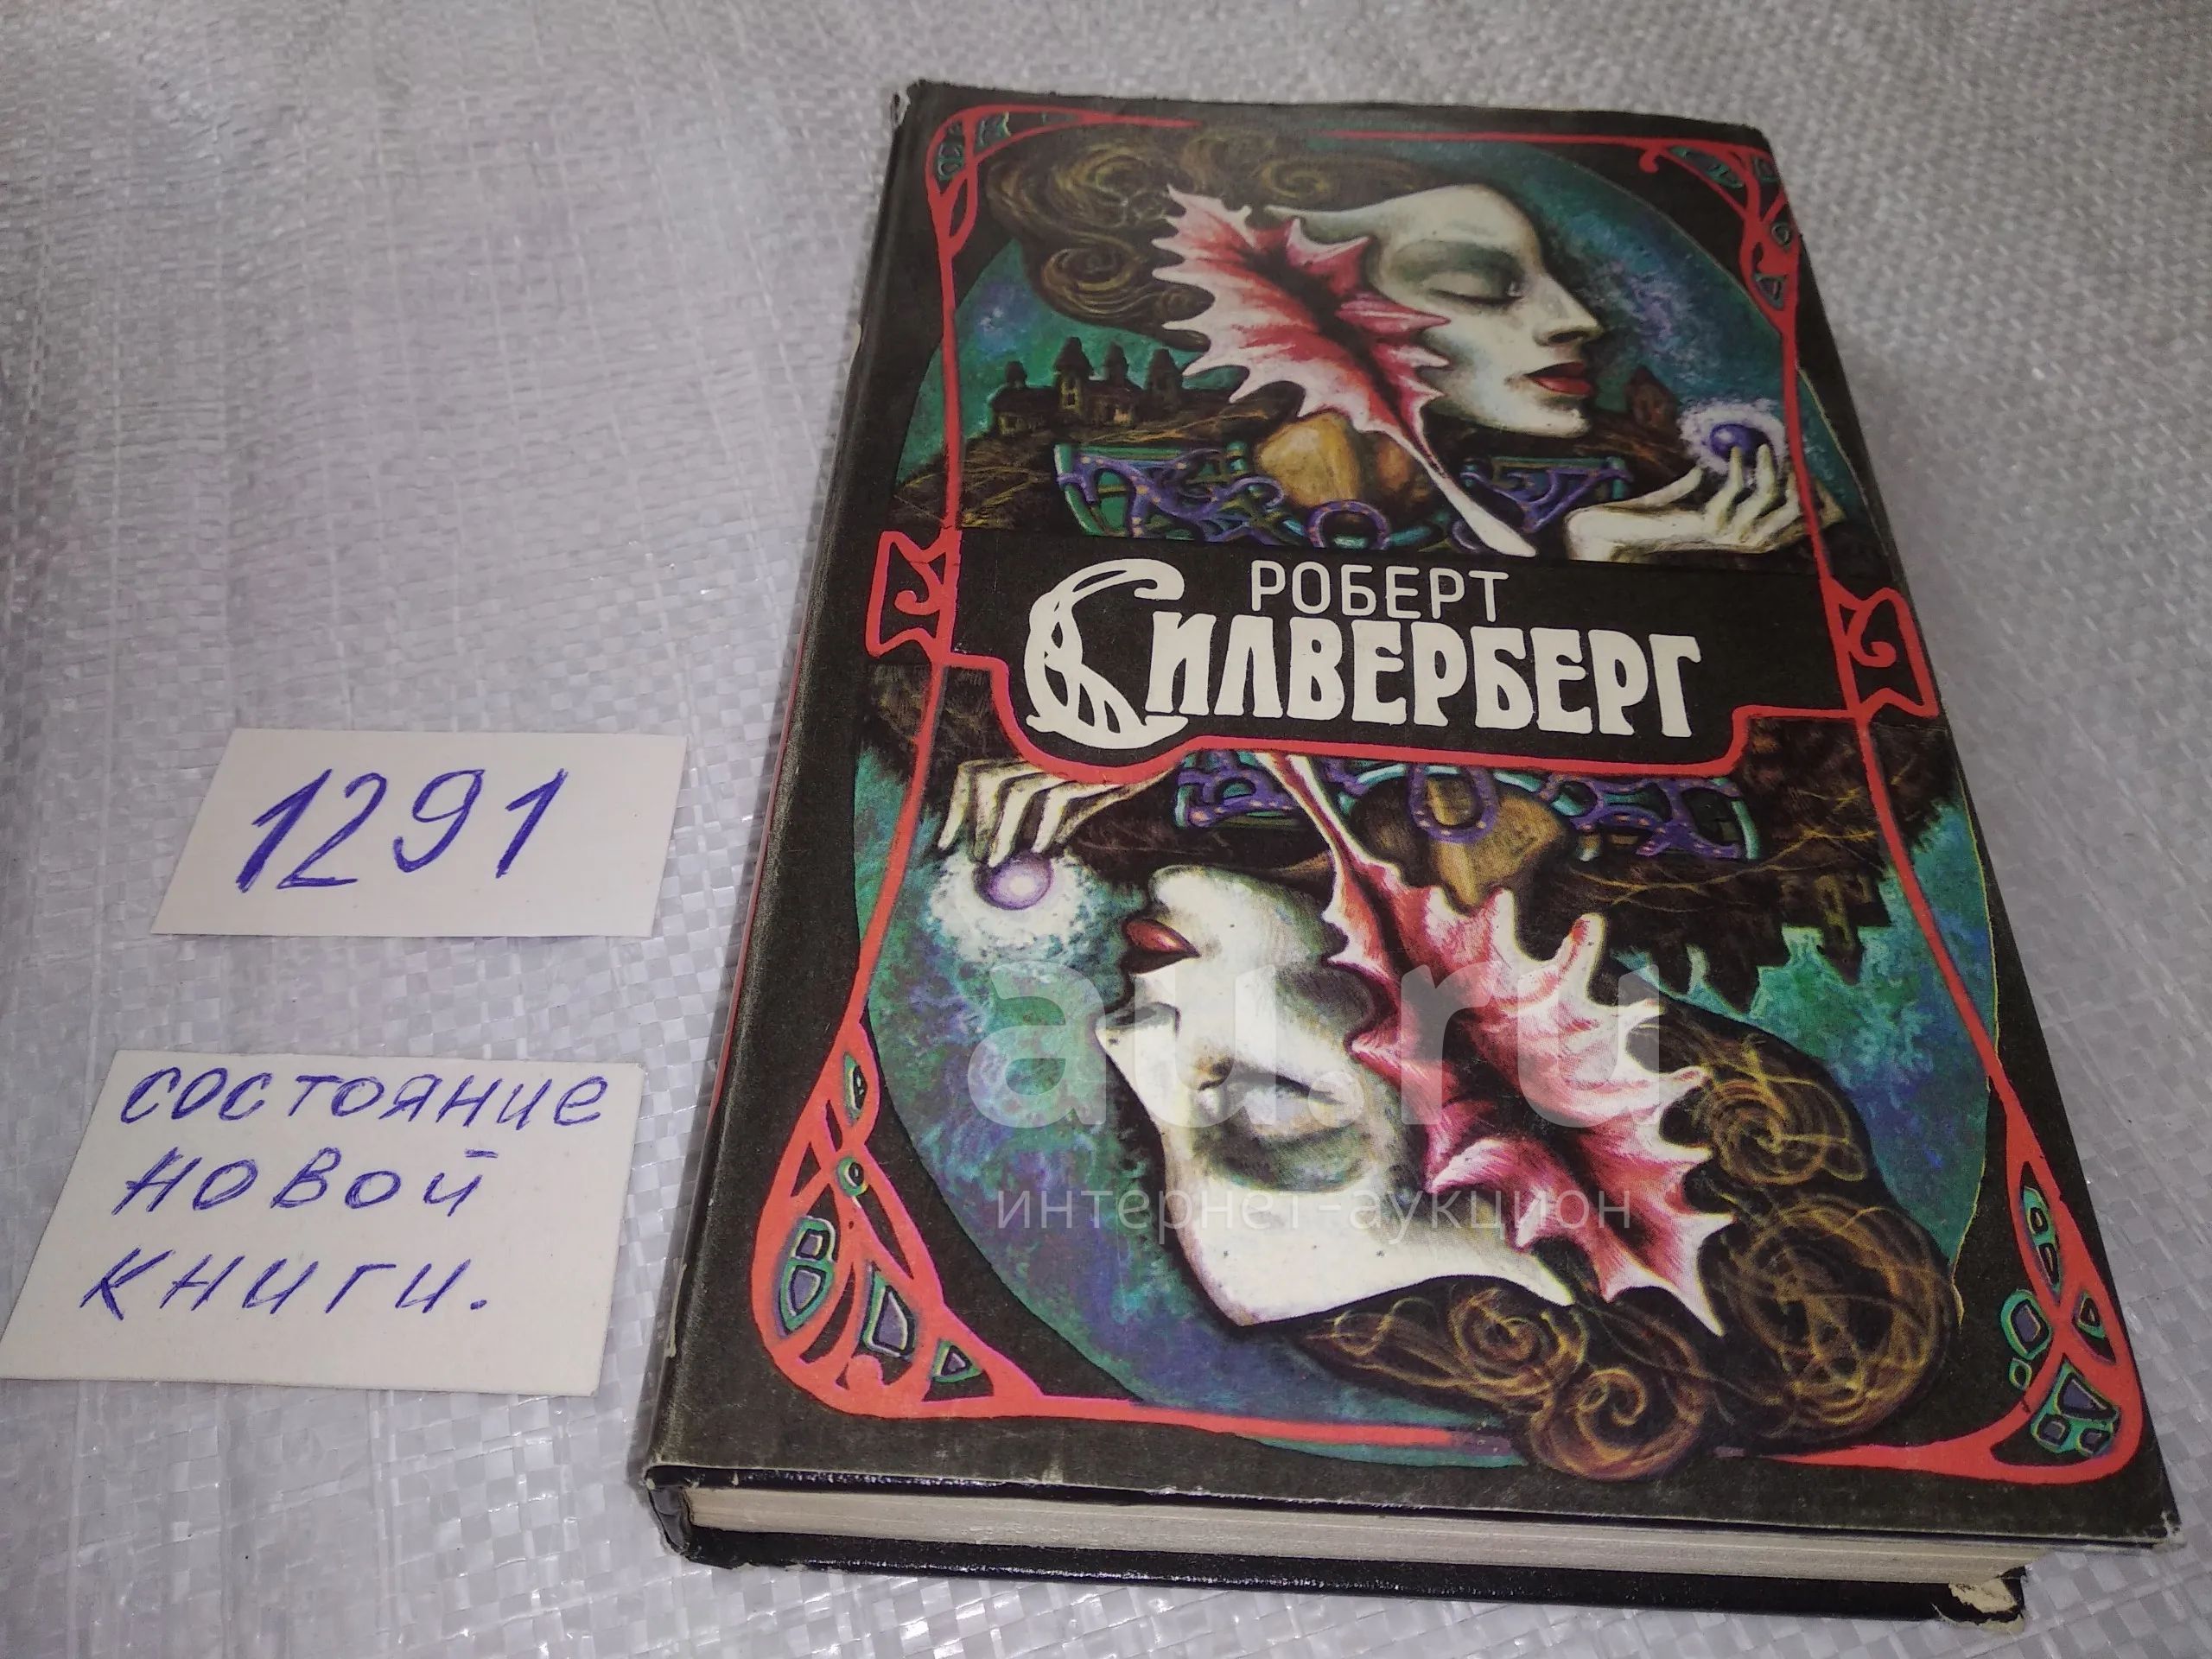 РОБЕРТ
СИЛВЕРБЕРГ
1291
состояние
новой
книги.
au.ru
интернет-аукцион